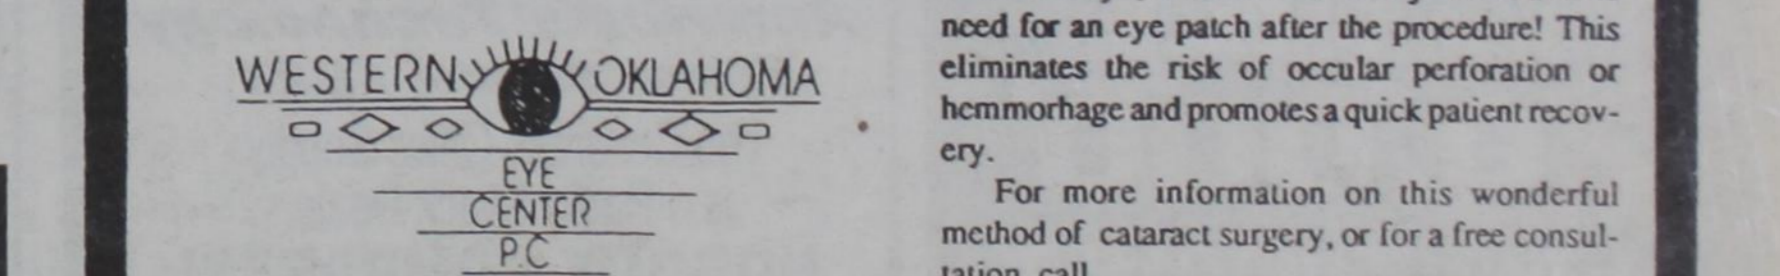 WESTERN OKLAHOMA
EYE
CENTER
P.C
need for an eye patch after the procedure! This
eliminates the risk of occular perforation or
hemmorhage and promotes a quick patient recov-
ery.
For more information on this wonderful
method of cataract surgery, or for a free consul-
tation, call